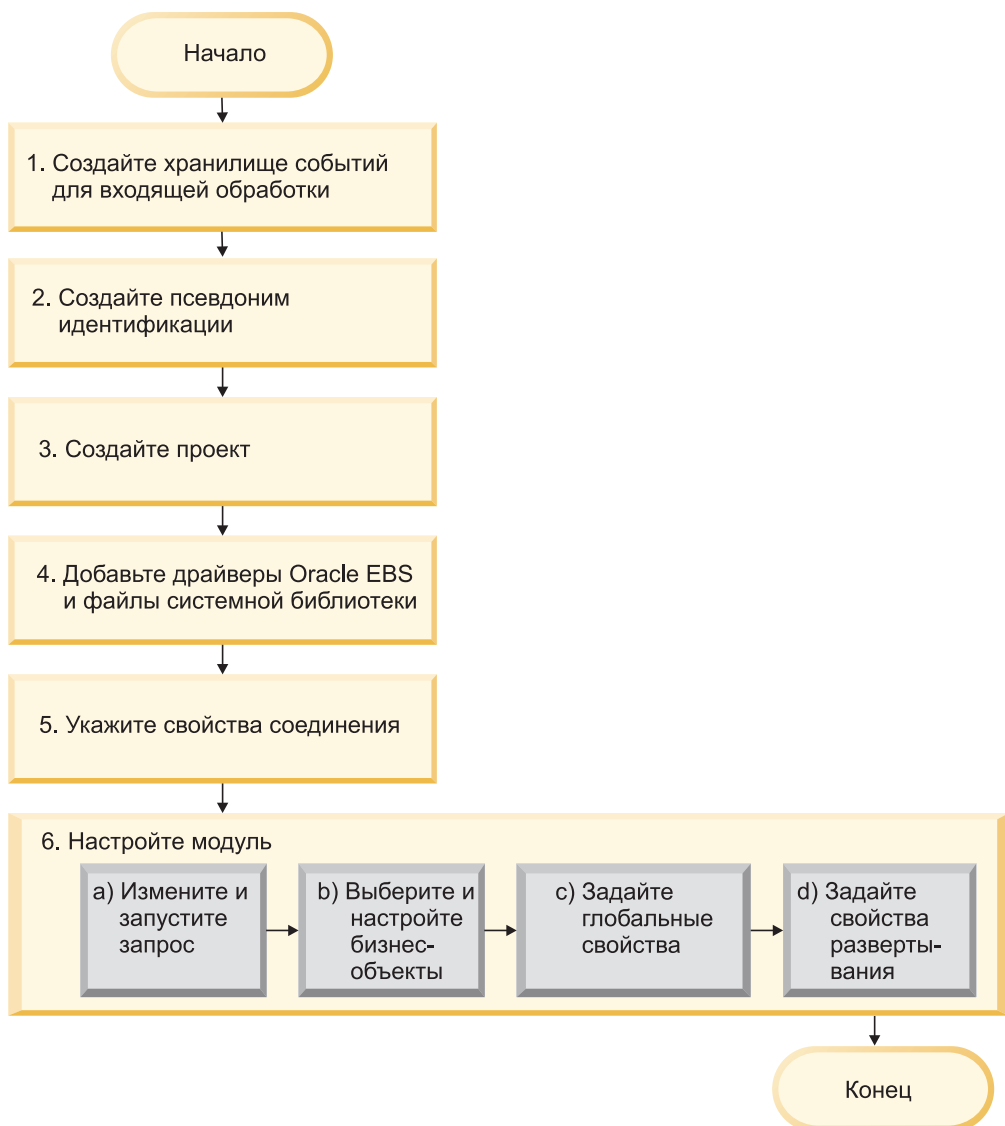 Начало
1. Создайте хранилище событий
для входящей обработки
2. Создайте псевдоним
идентификации
3. Создайте проект
4. Добавьте драйверы Oracle EBS
и файлы системной библиотеки
5. Укажите свойства соединения
6. Настройте модуль
a) Измените и
запустите
запрос
b) Выберите и
настройте
бизнес-
объекты
c) Задайте
глобальные
свойства
d) Задайте
свойства
разверты-
вания
Конец